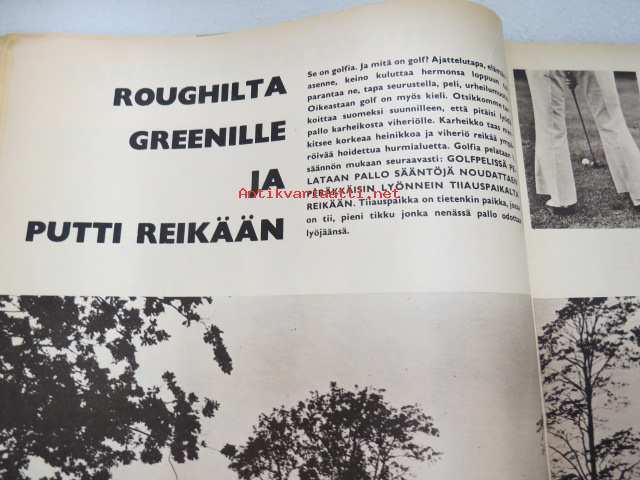 ROUGHILTA
GREENILLE
JA
PUTTI REIKÄÄN
Se on golfia. Ja mitä on golf? Ajattelutapa,
asenne, keino kuluttaa hermonsa loppuun
parantaa ne, tapa seurustella, peli,
Oikeastaan golf on myös kieli. Otsikkomme
koittaa suomeksi suunnilleen, että pitäisi
pallo karheikosta viheriölle. Karheikko taas
kitsee korkeaa heinikkoa ja viheriö reikää
röivää hoidettua hurmialuetta. Golfia pelataan
säännön mukaan seuraavasti: GOLFPELISSÄ
LATAAN PALLO SÄÄNTÖJÄ NOUDATTAEN
PERÄKKÄISIN LYÖNNEIN TIIAUSPAIKALTA
REIKÄÄN. Tiiauspaikka on tietenkin paikka,
on tii, pieni tikku jonka nenässä pallo
lyöjäänsä.
Antikvariaatti.net